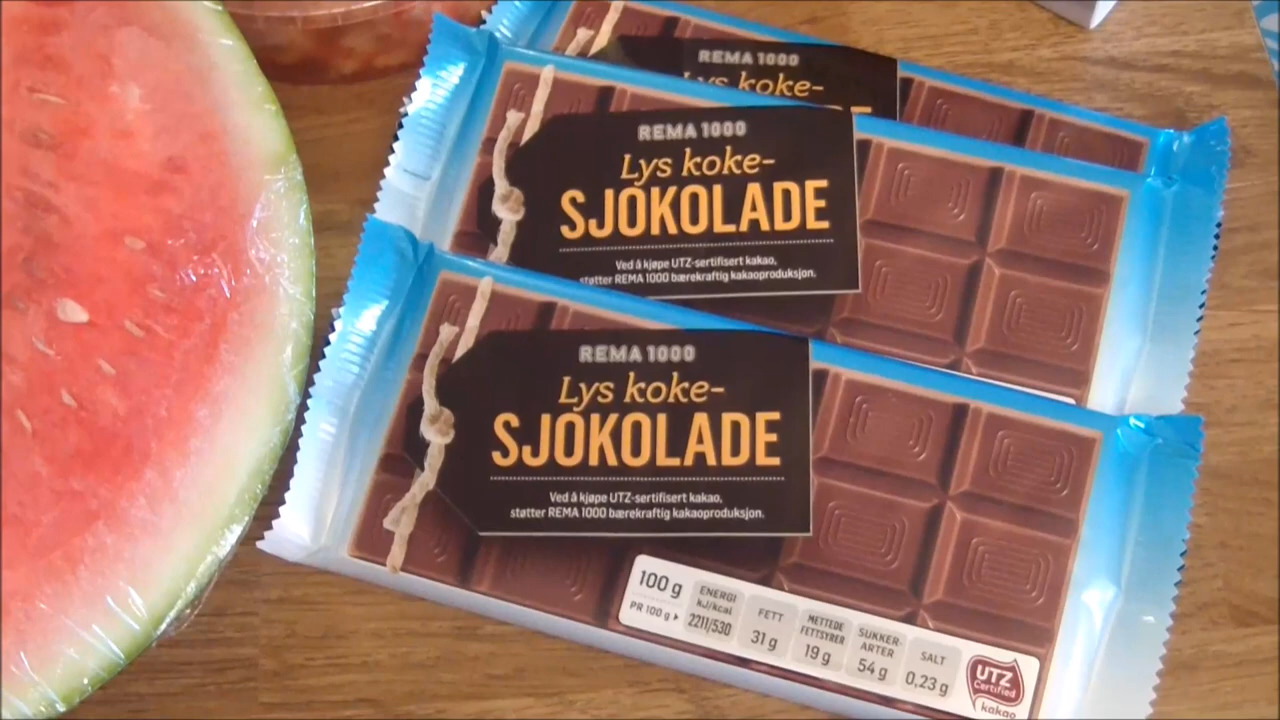 REMA 1000
Lys koke-
REMA 1000
Lys koke-
SJOKOLADE
Ved å kjøpe UTZ-sertifisert kakao,
støtter REMA 1000 bærekraftig kakaoproduksjon.
REMA 1000
Lys koke-
SJOKOLADE
Ved å kjøpe UTZ-sertifisert kakao,
støtter REMA 1000 bærekraftig kakaoproduksjon.
100 g
PR 100 g
ENERGI
kJ/kcal
2211/530
FETT
31 g
METTEDE
FETTSYRER
19 g
SUKKER-
ARTER
54 g
SALT
0,23 g
UTZ
Certified
kakao